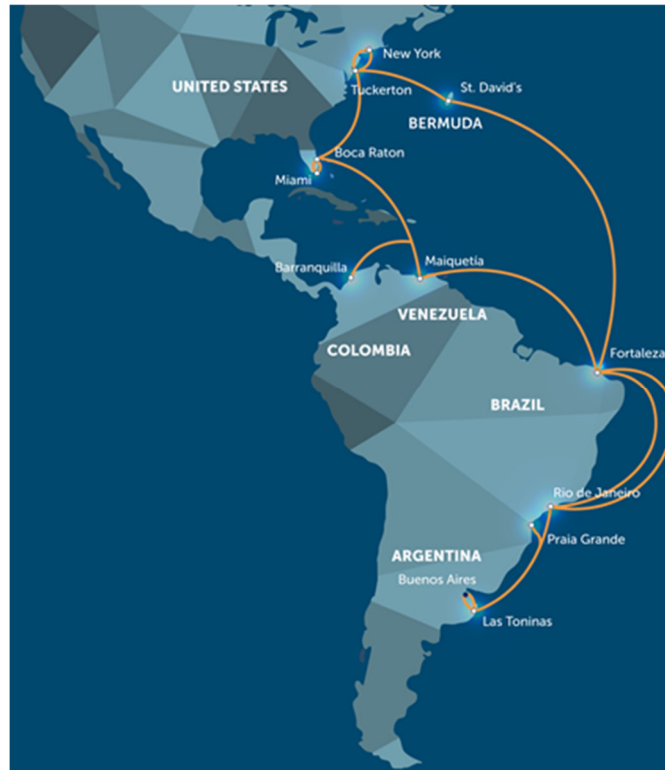 New York
UNITED STATES
Tuckerton
St. David's
BERMUDA
Boca Raton
Miami
Barranquilla
Maiquetía
VENEZUELA
COLOMBIA
Fortaleza
BRAZIL
Rio de Janeiro
Praia Grande
ARGENTINA
Buenos Aires
Las Toninas